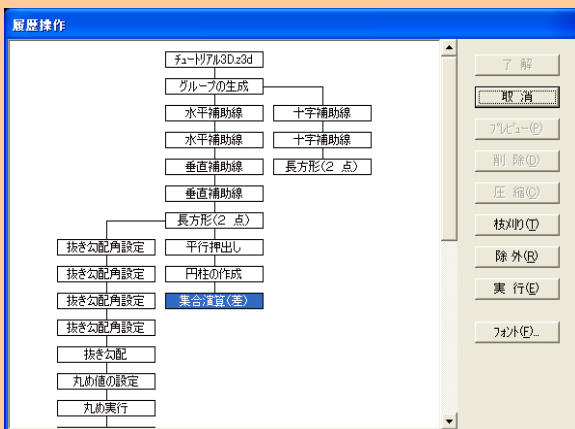 履歴操作
チュートリアル3D.z3d
グループの生成
水平補助線 十字補助線
水平補助線 十字補助線
垂直補助線 長方形(2 点)
垂直補助線
長方形(2 点)
抜き勾配角設定 平行押出し
抜き勾配角設定 円柱の作成
抜き勾配角設定 集合演算(差)
抜き勾配角設定
抜き勾配
丸め値の設定
丸め実行
了 解
取 消
プレビュー(P)
削 除(D)
圧 縮(C)
枝刈り(T)
除 外(R)
実 行(E)
フォント(F)...